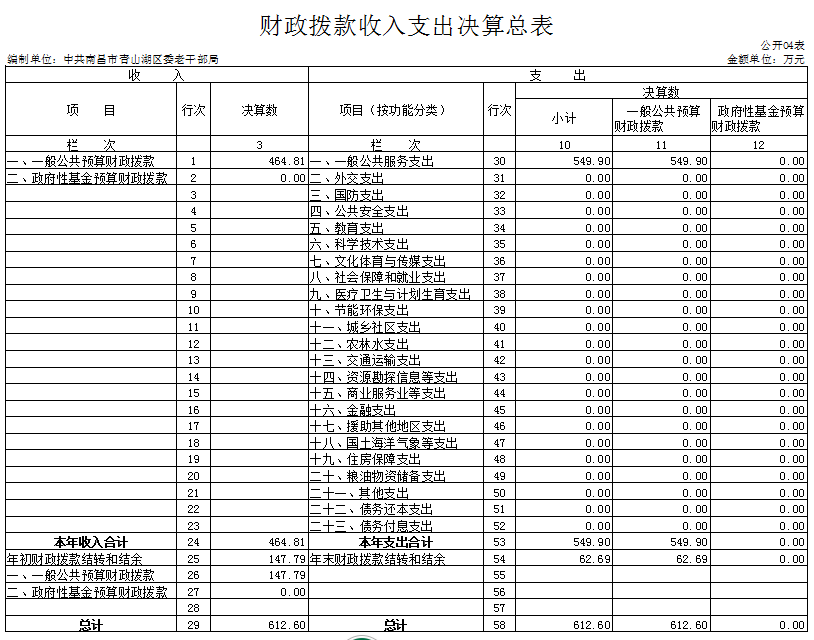 财政拨款收入支出决算总表
公开04表
编制单位：中共南昌市青山湖区委老干部局 金额单位：万元
收 入 支 出
项 目 行次 决算数 项目（按功能分类） 行次 决算数
小计 一般公共预算财政拨款 政府性基金预算财政拨款
栏 次 3 栏 次 10 11 12
一、一般公共预算财政拨款 1 464.81 一、一般公共服务支出 30 549.90 549.90 0.00
二、政府性基金预算财政拨款 2 0.00 二、外交支出 31 0.00 0.00 0.00
3 三、国防支出 32 0.00 0.00 0.00
4 四、公共安全支出 33 0.00 0.00 0.00
5 五、教育支出 34 0.00 0.00 0.00
6 六、科学技术支出 35 0.00 0.00 0.00
7 七、文化体育与传媒支出 36 0.00 0.00 0.00
8 八、社会保障和就业支出 37 0.00 0.00 0.00
9 九、医疗卫生与计划生育支出 38 0.00 0.00 0.00
10 十、节能环保支出 39 0.00 0.00 0.00
11 十一、城乡社区支出 40 0.00 0.00 0.00
12 十二、农林水支出 41 0.00 0.00 0.00
13 十三、交通运输支出 42 0.00 0.00 0.00
14 十四、资源勘探信息等支出 43 0.00 0.00 0.00
15 十五、商业服务业等支出 44 0.00 0.00 0.00
16 十六、金融支出 45 0.00 0.00 0.00
17 十七、援助其他地区支出 46 0.00 0.00 0.00
18 十八、国土海洋气象等支出 47 0.00 0.00 0.00
19 十九、住房保障支出 48 0.00 0.00 0.00
20 二十、粮油物资储备支出 49 0.00 0.00 0.00
21 二十一、其他支出 50 0.00 0.00 0.00
22 二十二、债务还本支出 51 0.00 0.00 0.00
23 二十三、债务付息支出 52 0.00 0.00 0.00
本年收入合计 24 464.81 本年支出合计 53 549.90 549.90 0.00
年初财政拨款结转和结余 25 147.79 年末财政拨款结转和结余 54 62.69 62.69 0.00
一、一般公共预算财政拨款 26 147.79 55
二、政府性基金预算财政拨款 27 0.00 56
28 57
总计 29 612.60 总计 58 612.60 612.60 0.00